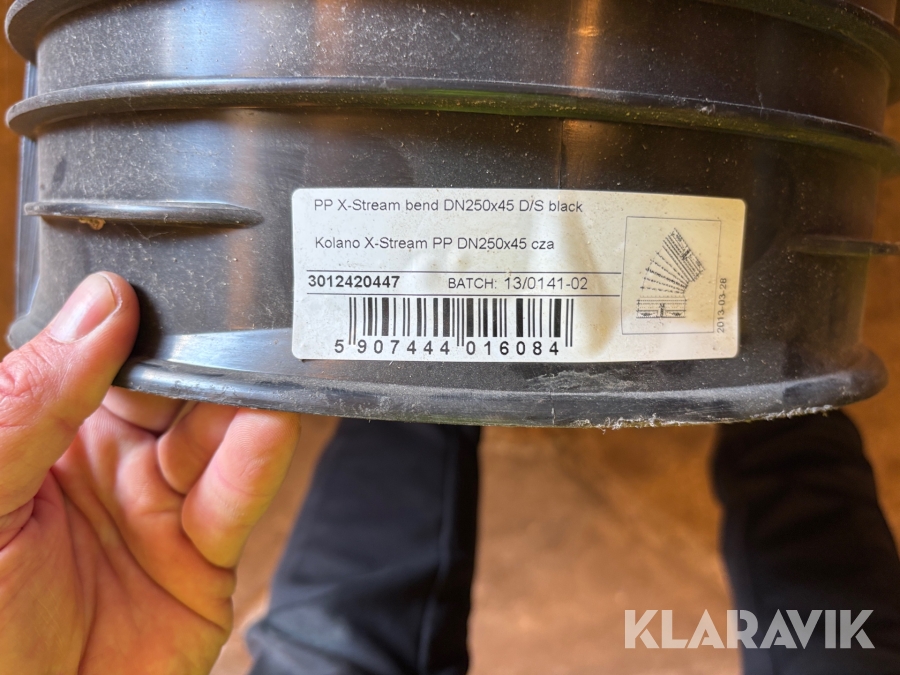 PP X-Stream bend DN250x45 D/S black
Kolano X-Stream PP DN250x45 cza
3012420447 BATCH: 13/0141-02
5 907444 016084
2013-03-28
KLARAVIK